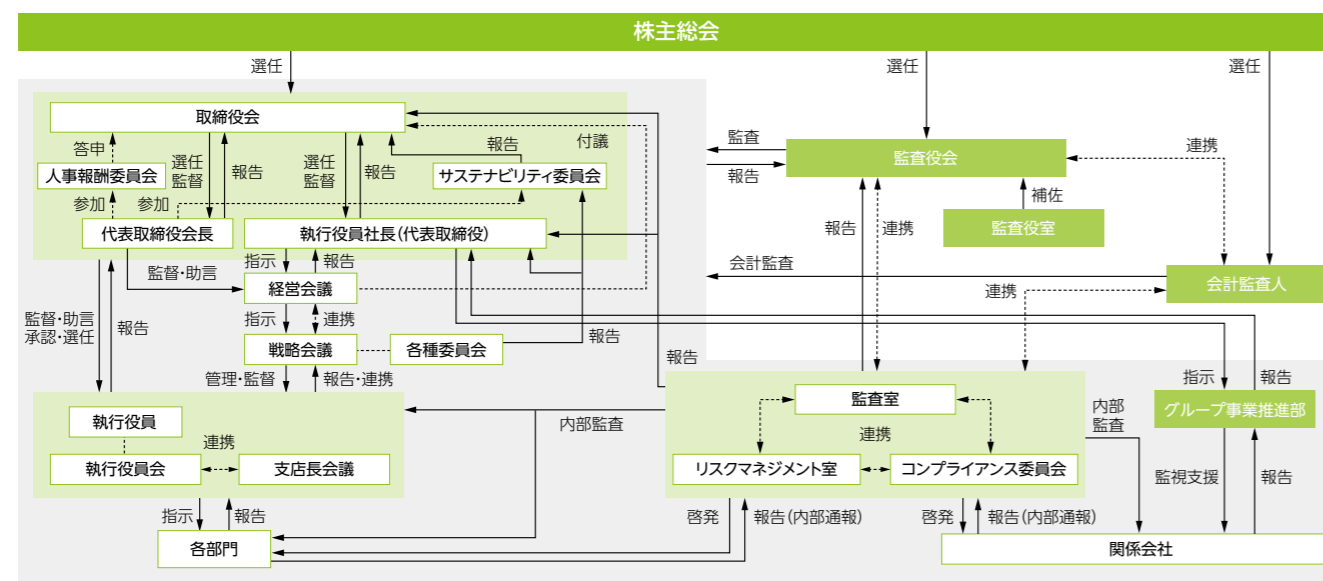 株主総会
選任
選任
選任
取締役会
答申
選任
監督
報告
選任
監督
報告
報告
付議
人事報酬委員会
サステナビリティ委員会
参加
参加
代表取締役会長
執行役員社長(代表取締役)
監査
報告
監査役会
連携
補佐
監査役室
報告
連携
指示
報告
監督・助言
経営会議
会計監査
会計監査人
連携
監督・助言
承認・選任
報告
指示
連携
戦略会議
各種委員会
報告
報告
管理・監督
報告・連携
指示
報告
執行役員
連携
執行役員会
支店長会議
内部監査
監査室
連携
リスクマネジメント室
コンプライアンス委員会
内部
監査
グループ事業推進部
監視支援
報告
指示
報告
各部門
啓発
報告(内部通報)
啓発
報告(内部通報)
関係会社